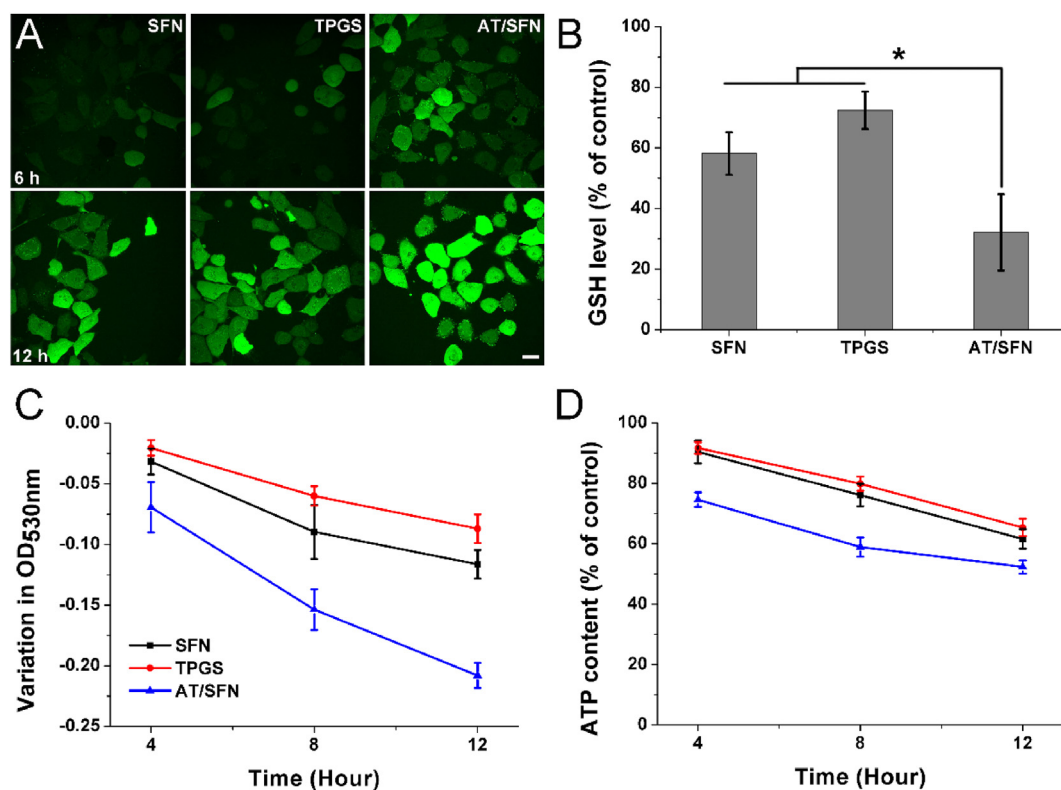 A
SFN
TPGS
AT/SFN
6 h
12 h
B
GSH level (% of control)
100
80
60
40
20
0
*
SFN
TPGS
AT/SFN
C
Variation in OD530nm
0.00
-0.05
-0.10
-0.15
-0.20
-0.25
SFN
TPGS
AT/SFN
4
8
12
Time (Hour)
D
ATP content (% of control)
100
80
60
40
20
0
4
8
12
Time (Hour)